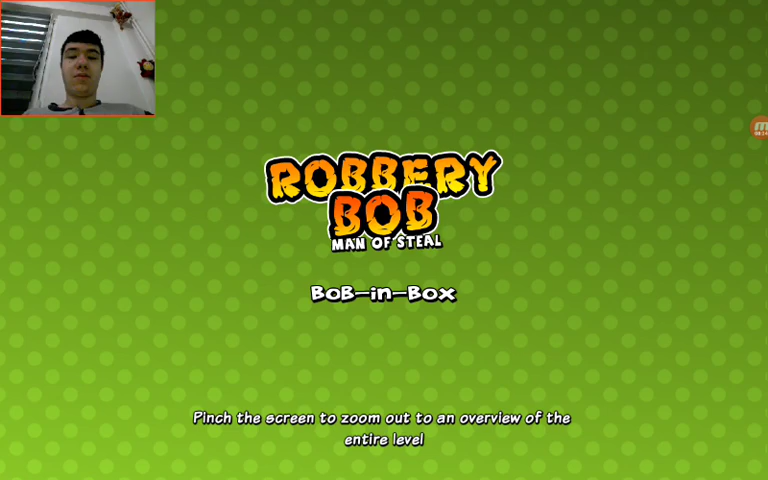 ROBBERY
BOB
MAN OF STEAL
BoB-in-Box
Pinch the screen to zoom out to an overview of the
entire level